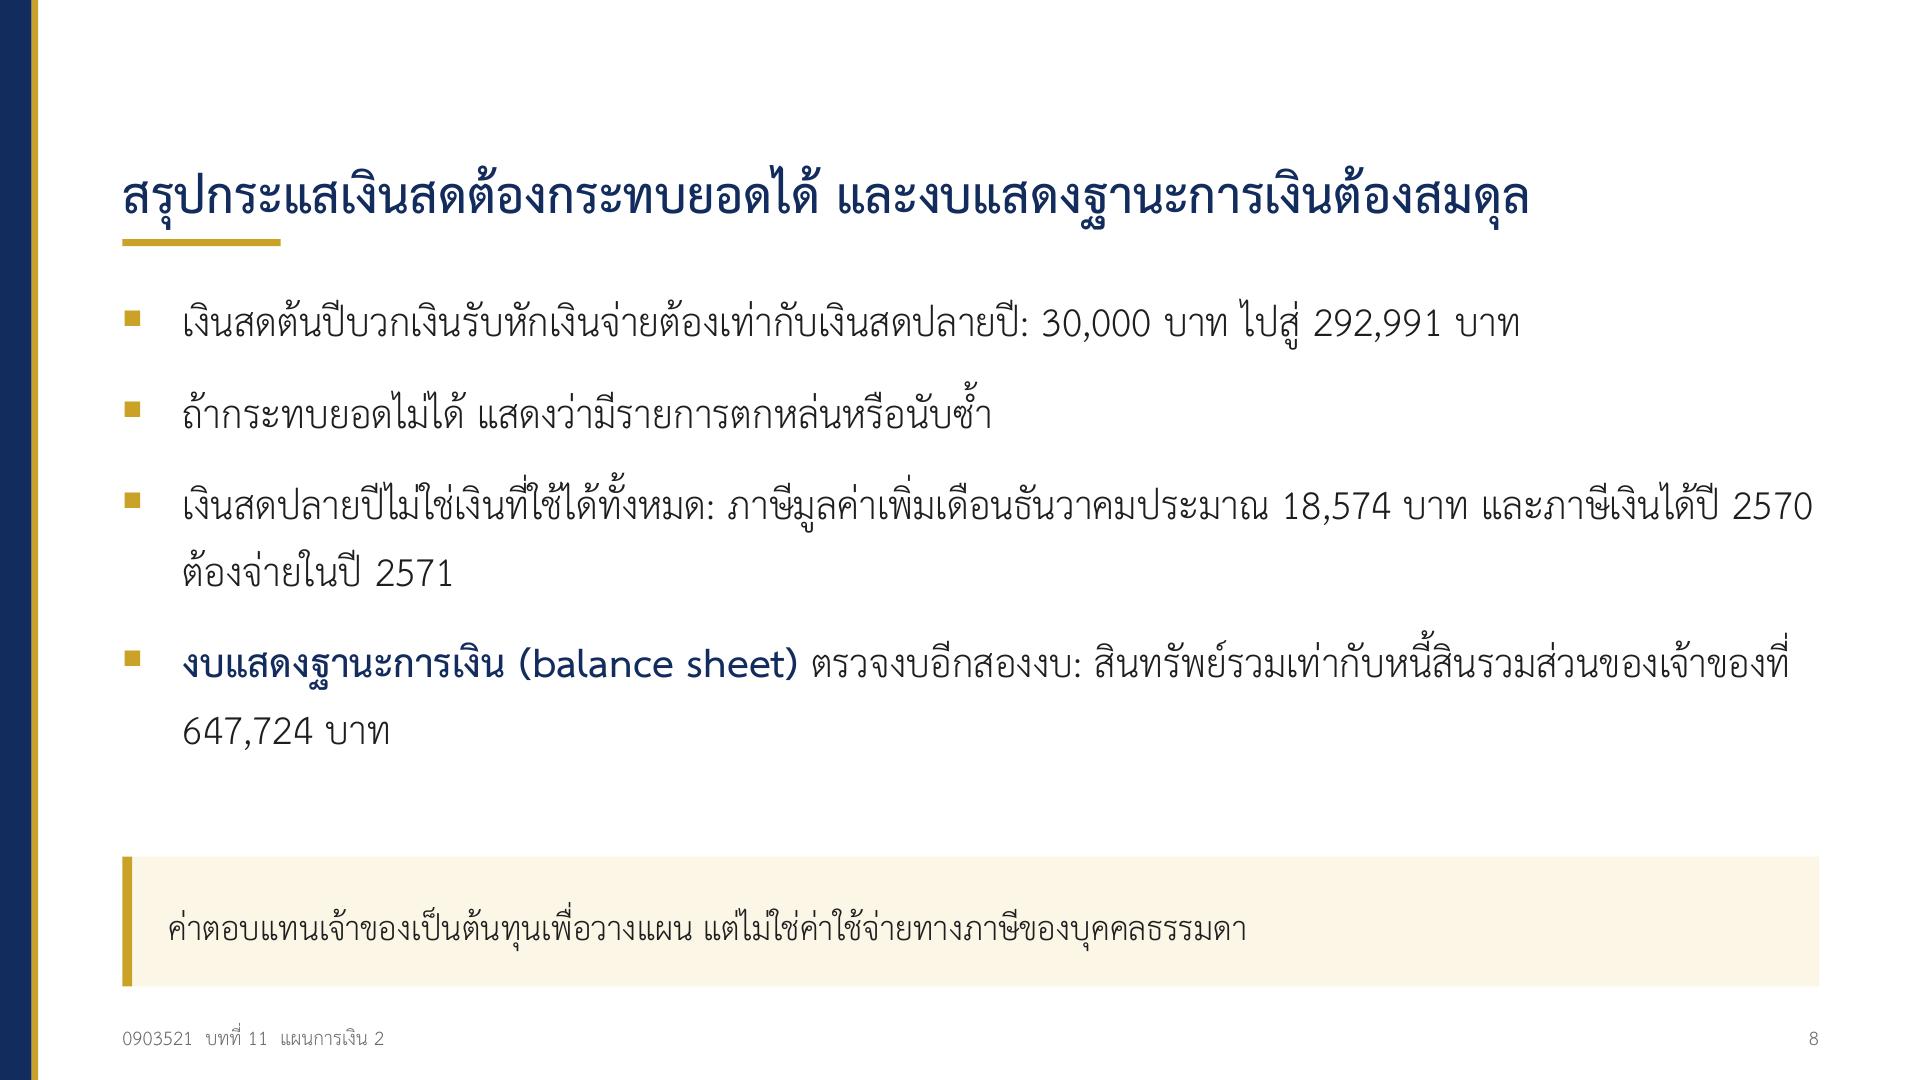 สรุปกระแสเงินสดต้องกระทบยอดได้ และงบแสดงฐานะการเงินต้องสมดุล
เงินสดต้นปีบวกเงินรับหักเงินจ่ายต้องเท่ากับเงินสดปลายปี: 30,000 บาท ไปสู่ 292,991 บาท
ถ้ากระทบยอดไม่ได้ แสดงว่ามีรายการตกหล่นหรือนับซ้ำ
เงินสดปลายปีไม่ใช่เงินที่ใช้ได้ทั้งหมด: ภาษีมูลค่าเพิ่มเดือนธันวาคมประมาณ 18,574 บาท และภาษีเงินได้ปี 2570
ต้องจ่ายในปี 2571
งบแสดงฐานะการเงิน (balance sheet) ตรวจงบอีกสองงบ: สินทรัพย์รวมเท่ากับหนี้สินรวมส่วนของเจ้าของที่
647,724 บาท
ค่าตอบแทนเจ้าของเป็นต้นทุนเพื่อวางแผน แต่ไม่ใช่ค่าใช้จ่ายทางภาษีของบุคคลธรรมดา
0903521 บทที่ 11 แผนการเงิน 2
8